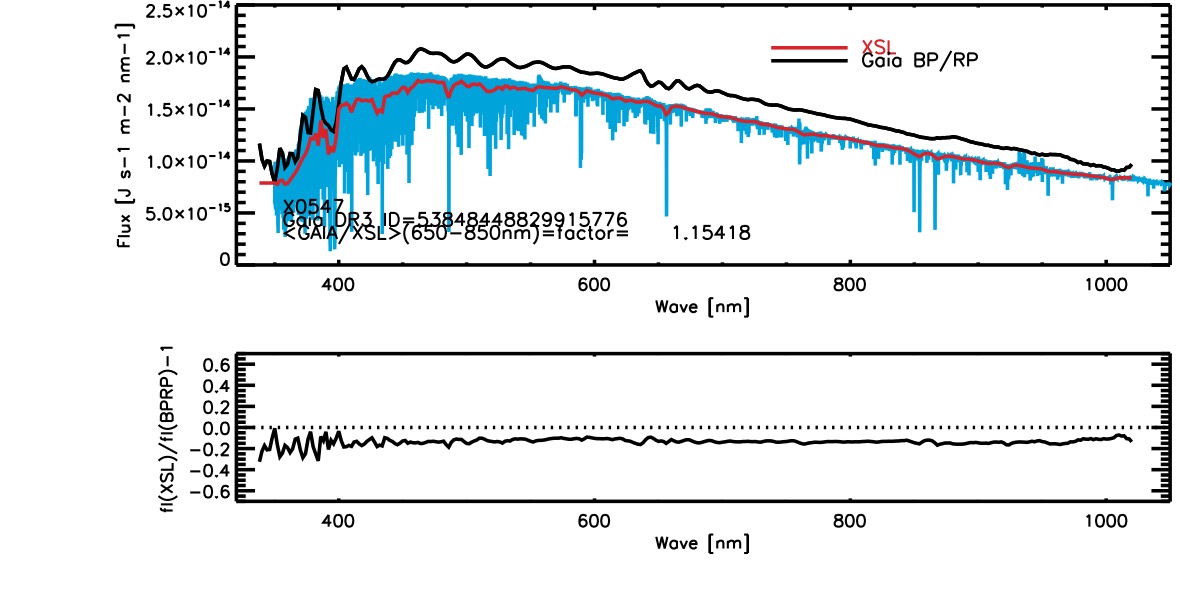 2.5×10⁻¹⁴
2.0×10⁻¹⁴
1.5×10⁻¹⁴
1.0×10⁻¹⁴
5.0×10⁻¹⁵
0
Flux [J s-1 m-2 nm-1]
XSL
Gaia BP/RP
X0547
Gaia DR3 ID=53848448829915776
<GAIA/XSL>(650-850nm)=factor= 1.15418
400 600 800 1000
Wave [nm]
0.6
0.4
0.2
0.0
-0.2
-0.4
-0.6
fl(XSL)/fl(BPRP)-1
400 600 800 1000
Wave [nm]